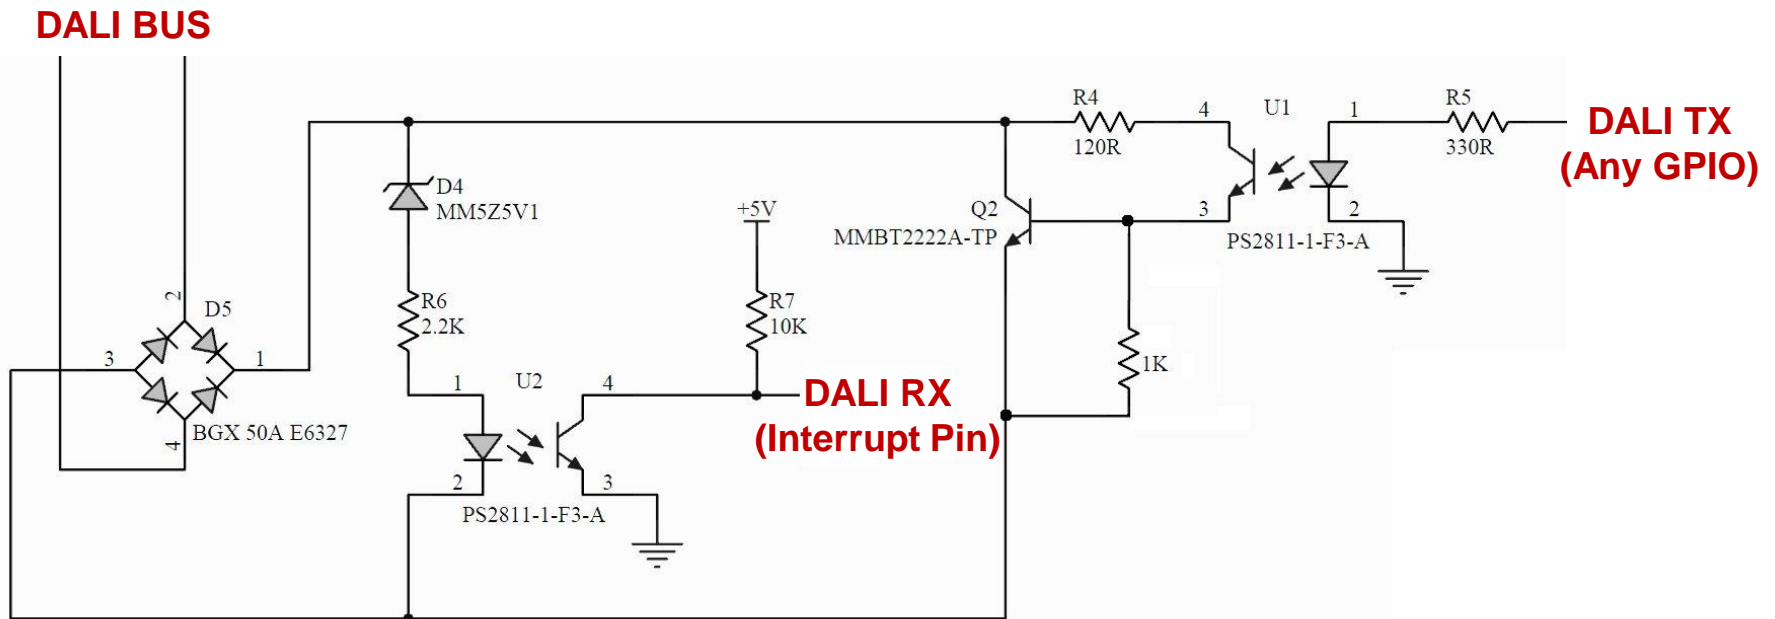 DALI BUS
R4
120R
4
U1
1
R5
330R
DALI TX
(Any GPIO)
D4
MM5Z5V1
+5V
Q2
MMBT2222A-TP
3
2
PS2811-1-F3-A
2
D5
R6
2.2K
R7
10K
3
1
1K
1
U2
4
DALI RX
(Interrupt Pin)
4
BGX 50A E6327
2
3
PS2811-1-F3-A